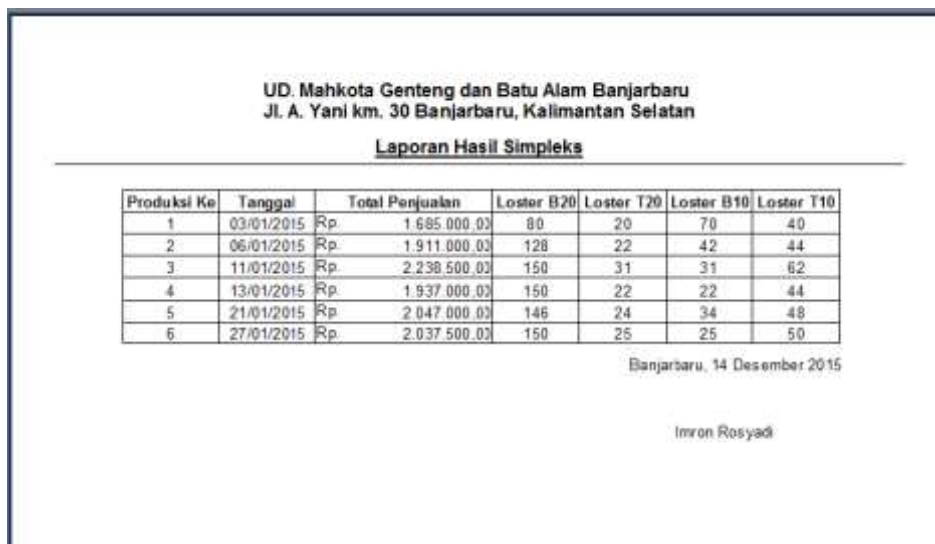 UD. Mahkota Genteng dan Batu Alam Banjarbaru
Jl. A. Yani km. 30 Banjarbaru, Kalimantan Selatan
Laporan Hasil Simpleks
Produksi Ke Tanggal Total Penjualan Loster B20 Loster T20 Loster B10 Loster T10
1 03/01/2015 Rp. 1.685.000,00 80 20 70 40
2 06/01/2015 Rp. 1.911.000,00 128 22 42 44
3 11/01/2015 Rp. 2.238.500,00 150 31 31 62
4 13/01/2015 Rp. 1.937.000,00 150 22 22 44
5 21/01/2015 Rp. 2.047.000,00 146 24 34 48
6 27/01/2015 Rp. 2.037.500,00 150 25 25 50
Banjarbaru, 14 Desember 2015
Imron Rosyadi